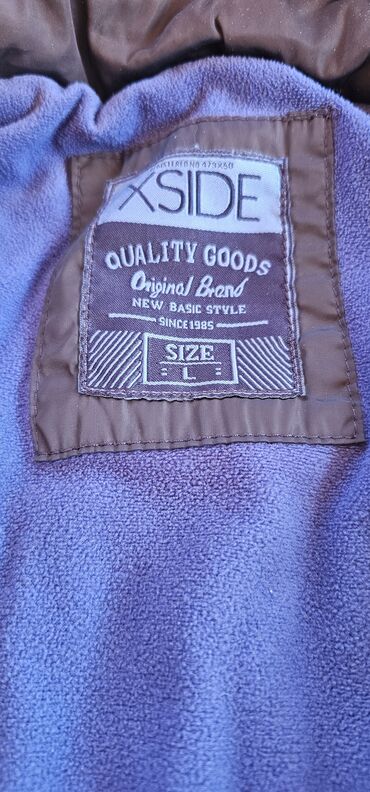 XSIDE
QUALITY GOODS
Original Brand
NEW BASIC STYLE
SINCE 1985
SIZE
L